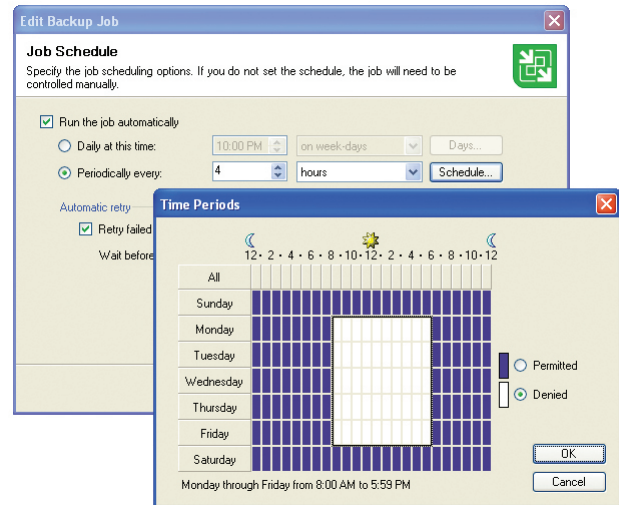 Edit Backup Job
Job Schedule
Specify the job scheduling options. If you do not set the schedule, the job will need to be
controlled manually.
Run the job automatically
Daily at this time: 10:00 PM on week-days Days...
Periodically every: 4 hours Schedule...
Automatic retry
Retry failed
Wait before
Time Periods
12 · 2 · 4 · 6 · 8 · 10 · 12 · 2 · 4 · 6 · 8 · 10 · 12
All
Sunday
Monday
Tuesday
Wednesday
Thursday
Friday
Saturday
Permitted
Denied
Monday through Friday from 8:00 AM to 5:59 PM
OK
Cancel